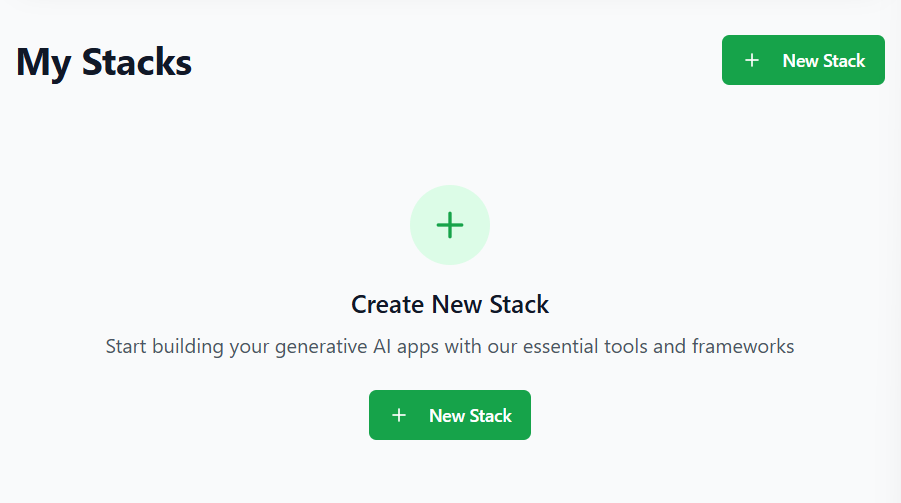 My Stacks
+ New Stack
Create New Stack
Start building your generative AI apps with our essential tools and frameworks
+ New Stack